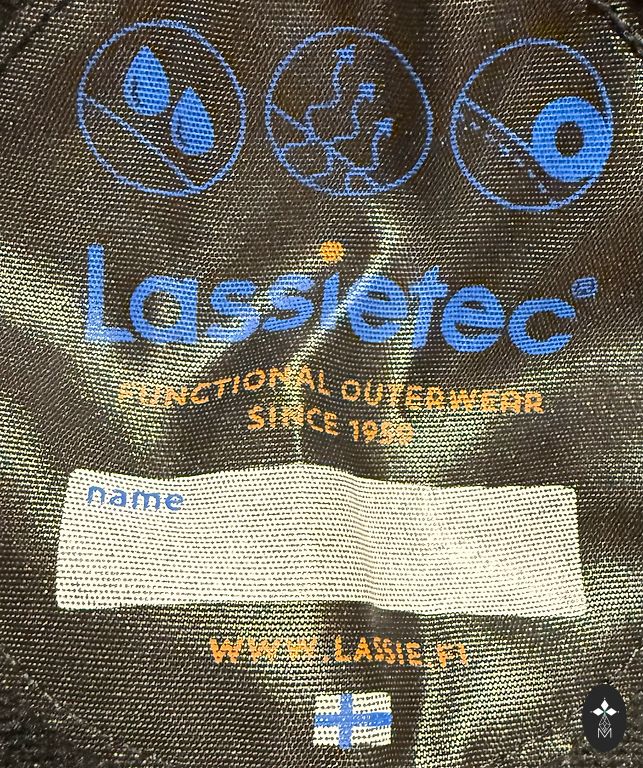 Lassietec®
FUNCTIONAL OUTERWEAR
SINCE 1959
name
WWW.LASSIE.FI